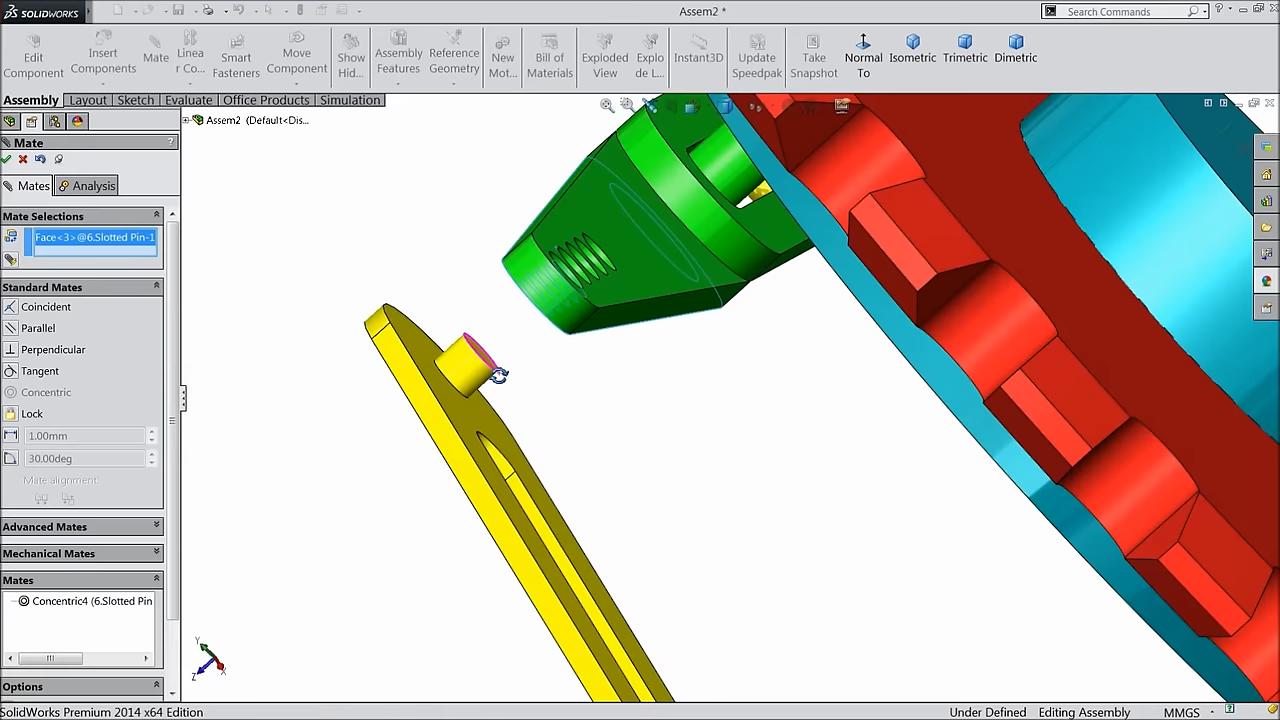 SOLIDWORKS
Assem2 *
Search Commands
Edit Component
Insert Components
Mate
Linea r Co...
Smart Fasteners
Move Component
Show Hid...
Assembly Features
Reference Geometry
New Mot...
Bill of Materials
Exploded View
Explo de L...
Instant3D
Update Speedpak
Take Snapshot
Normal To
Isometric
Trimetric
Dimetric
Assembly Layout Sketch Evaluate Office Products Simulation
Assem2 (Default<Dis...
Mate
?
Mates Analysis
Mate Selections
Face<3>@6.Slotted Pin-1
Standard Mates
Coincident
Parallel
Perpendicular
Tangent
Concentric
Lock
1.00mm
30.00deg
Mate alignment:
Advanced Mates
Mechanical Mates
Mates
Concentric4 (6.Slotted Pin
Options
Y
Z
X
SolidWorks Premium 2014 x64 Edition
Under Defined Editing Assembly MMGS